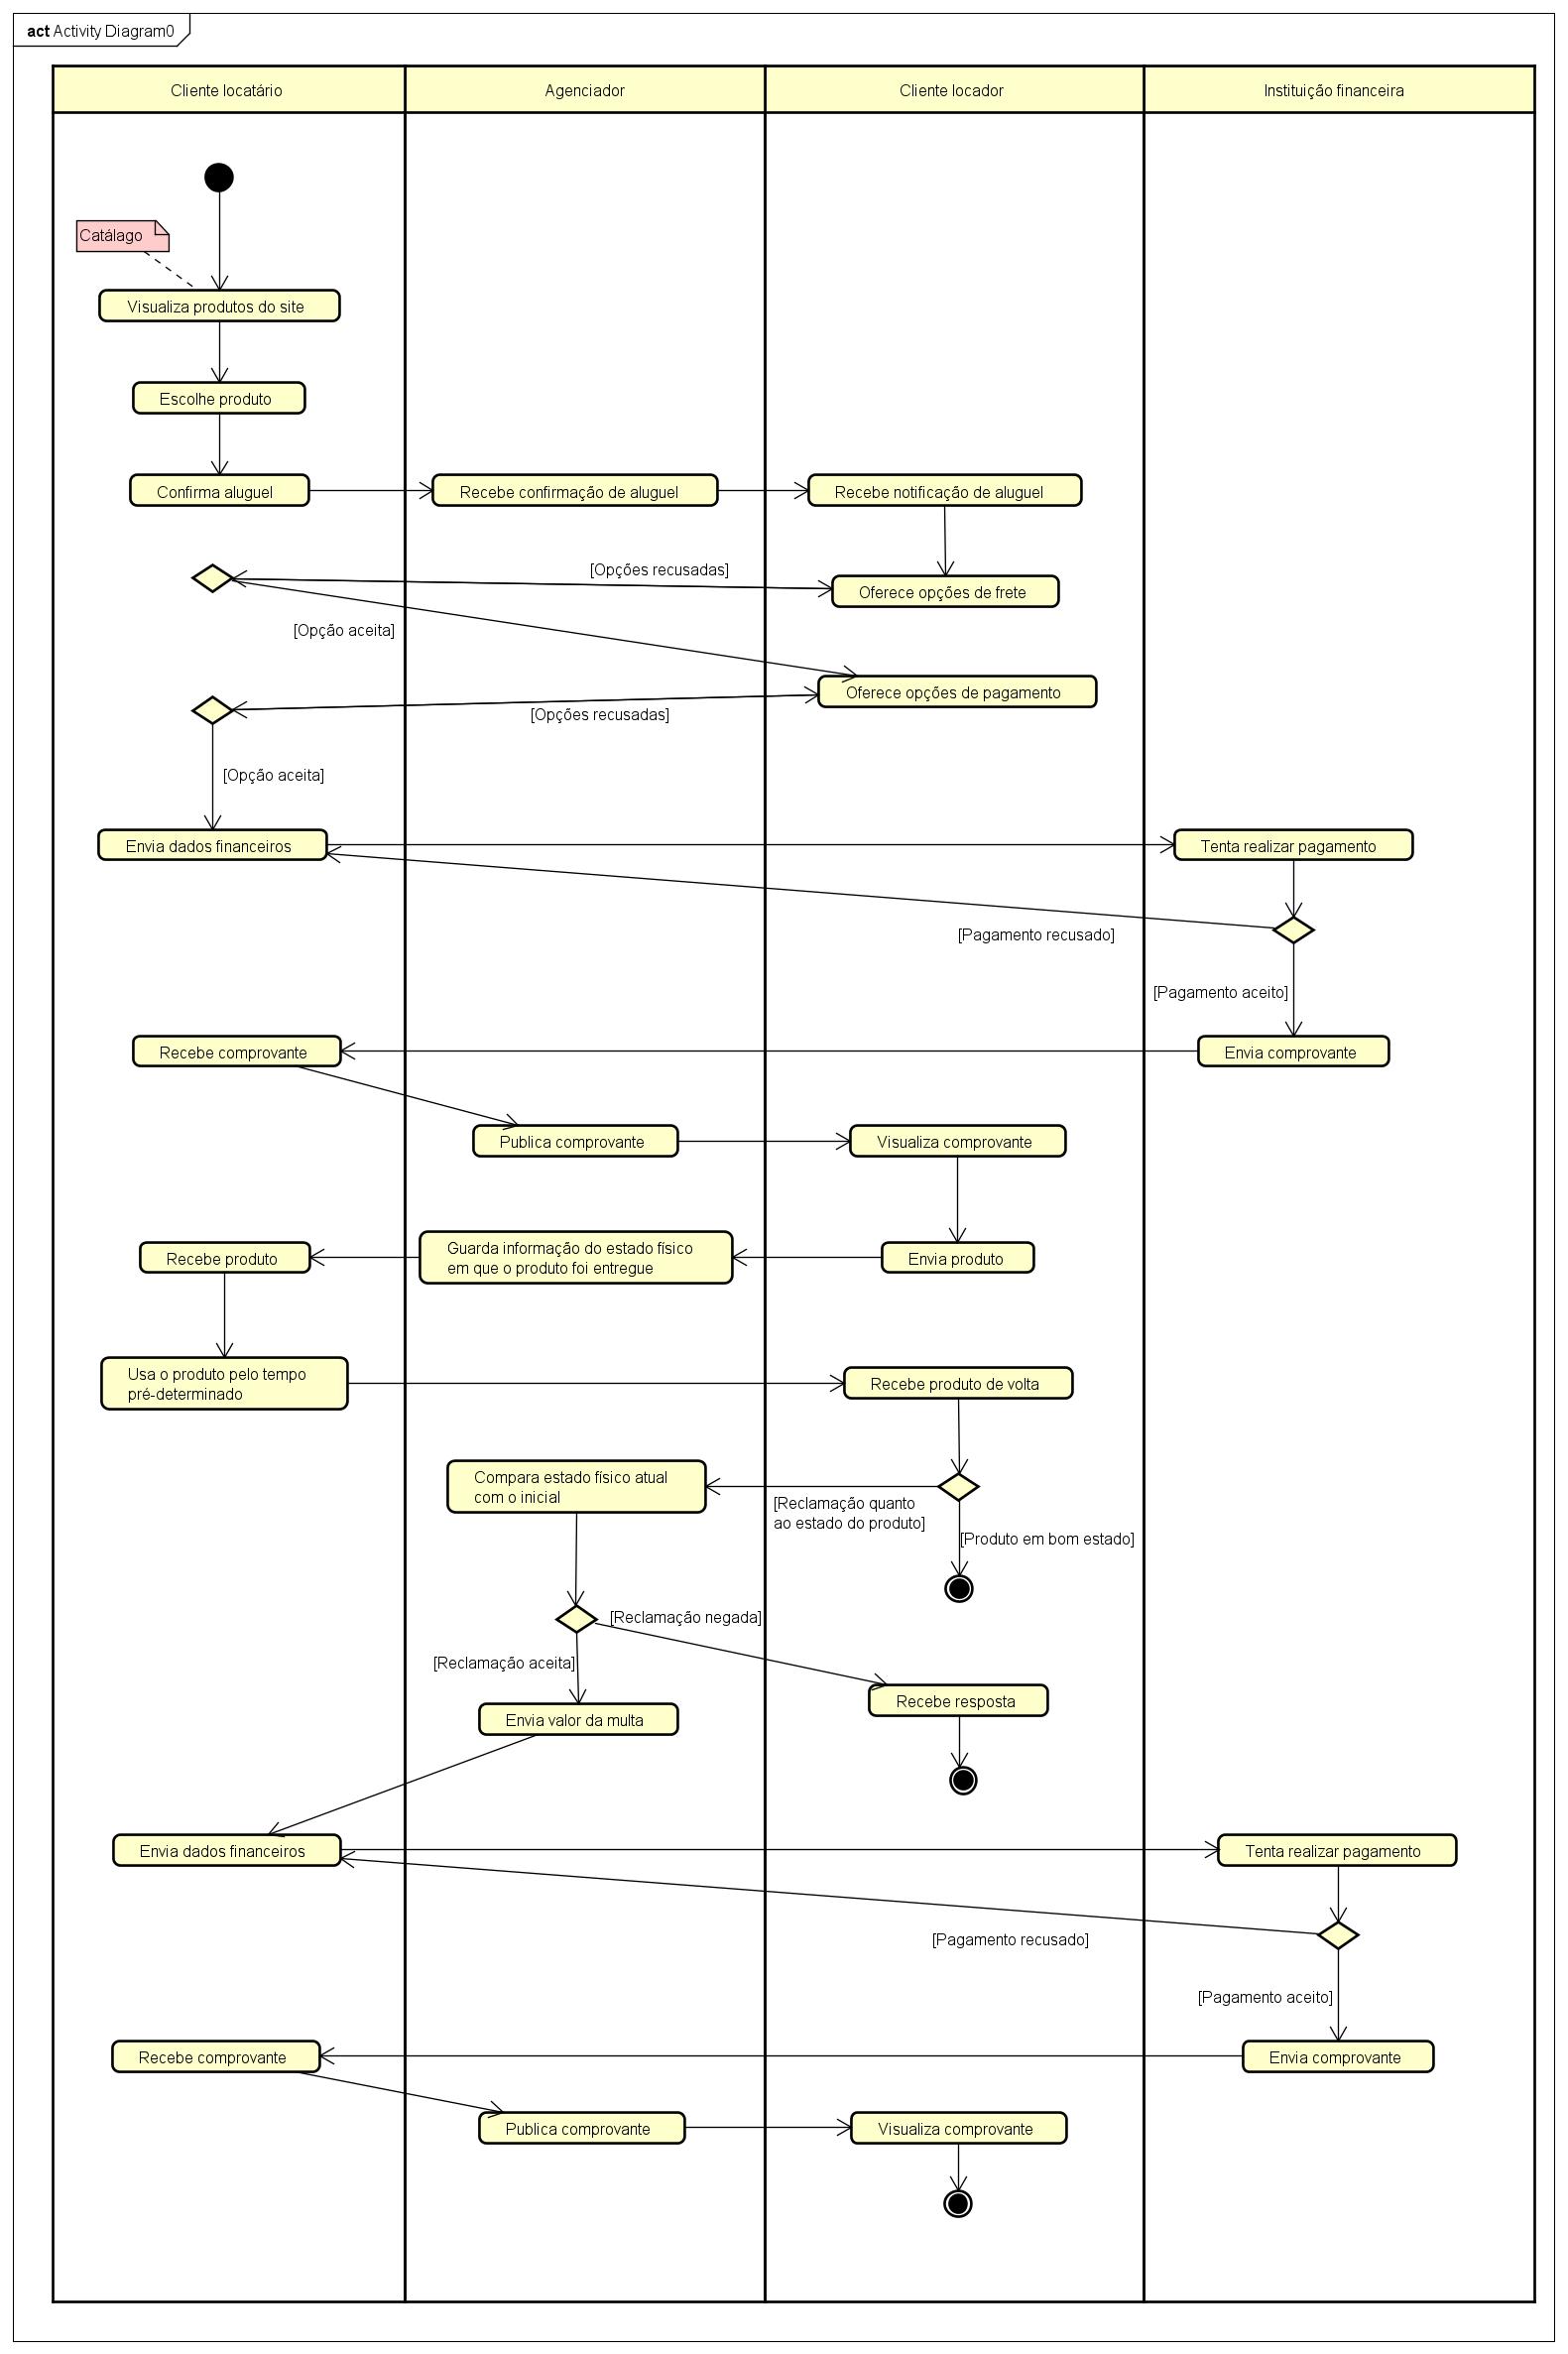 act Activity Diagram0
Cliente locatário
Agenciador
Cliente locador
Instituição financeira
Catálago
Visualiza produtos do site
Escolhe produto
Confirma aluguel
Recebe confirmação de aluguel
Recebe notificação de aluguel
[Opções recusadas]
Oferece opções de frete
[Opção aceita]
Oferece opções de pagamento
[Opções recusadas]
[Opção aceita]
Envia dados financeiros
Tenta realizar pagamento
[Pagamento recusado]
[Pagamento aceito]
Recebe comprovante
Envia comprovante
Publica comprovante
Visualiza comprovante
Recebe produto
Guarda informação do estado físico
em que o produto foi entregue
Envia produto
Usa o produto pelo tempo
pré-determinado
Recebe produto de volta
Compara estado físico atual
com o inicial
[Reclamação quanto
ao estado do produto]
[Produto em bom estado]
[Reclamação negada]
[Reclamação aceita]
Recebe resposta
Envia valor da multa
Envia dados financeiros
Tenta realizar pagamento
[Pagamento recusado]
[Pagamento aceito]
Recebe comprovante
Envia comprovante
Publica comprovante
Visualiza comprovante